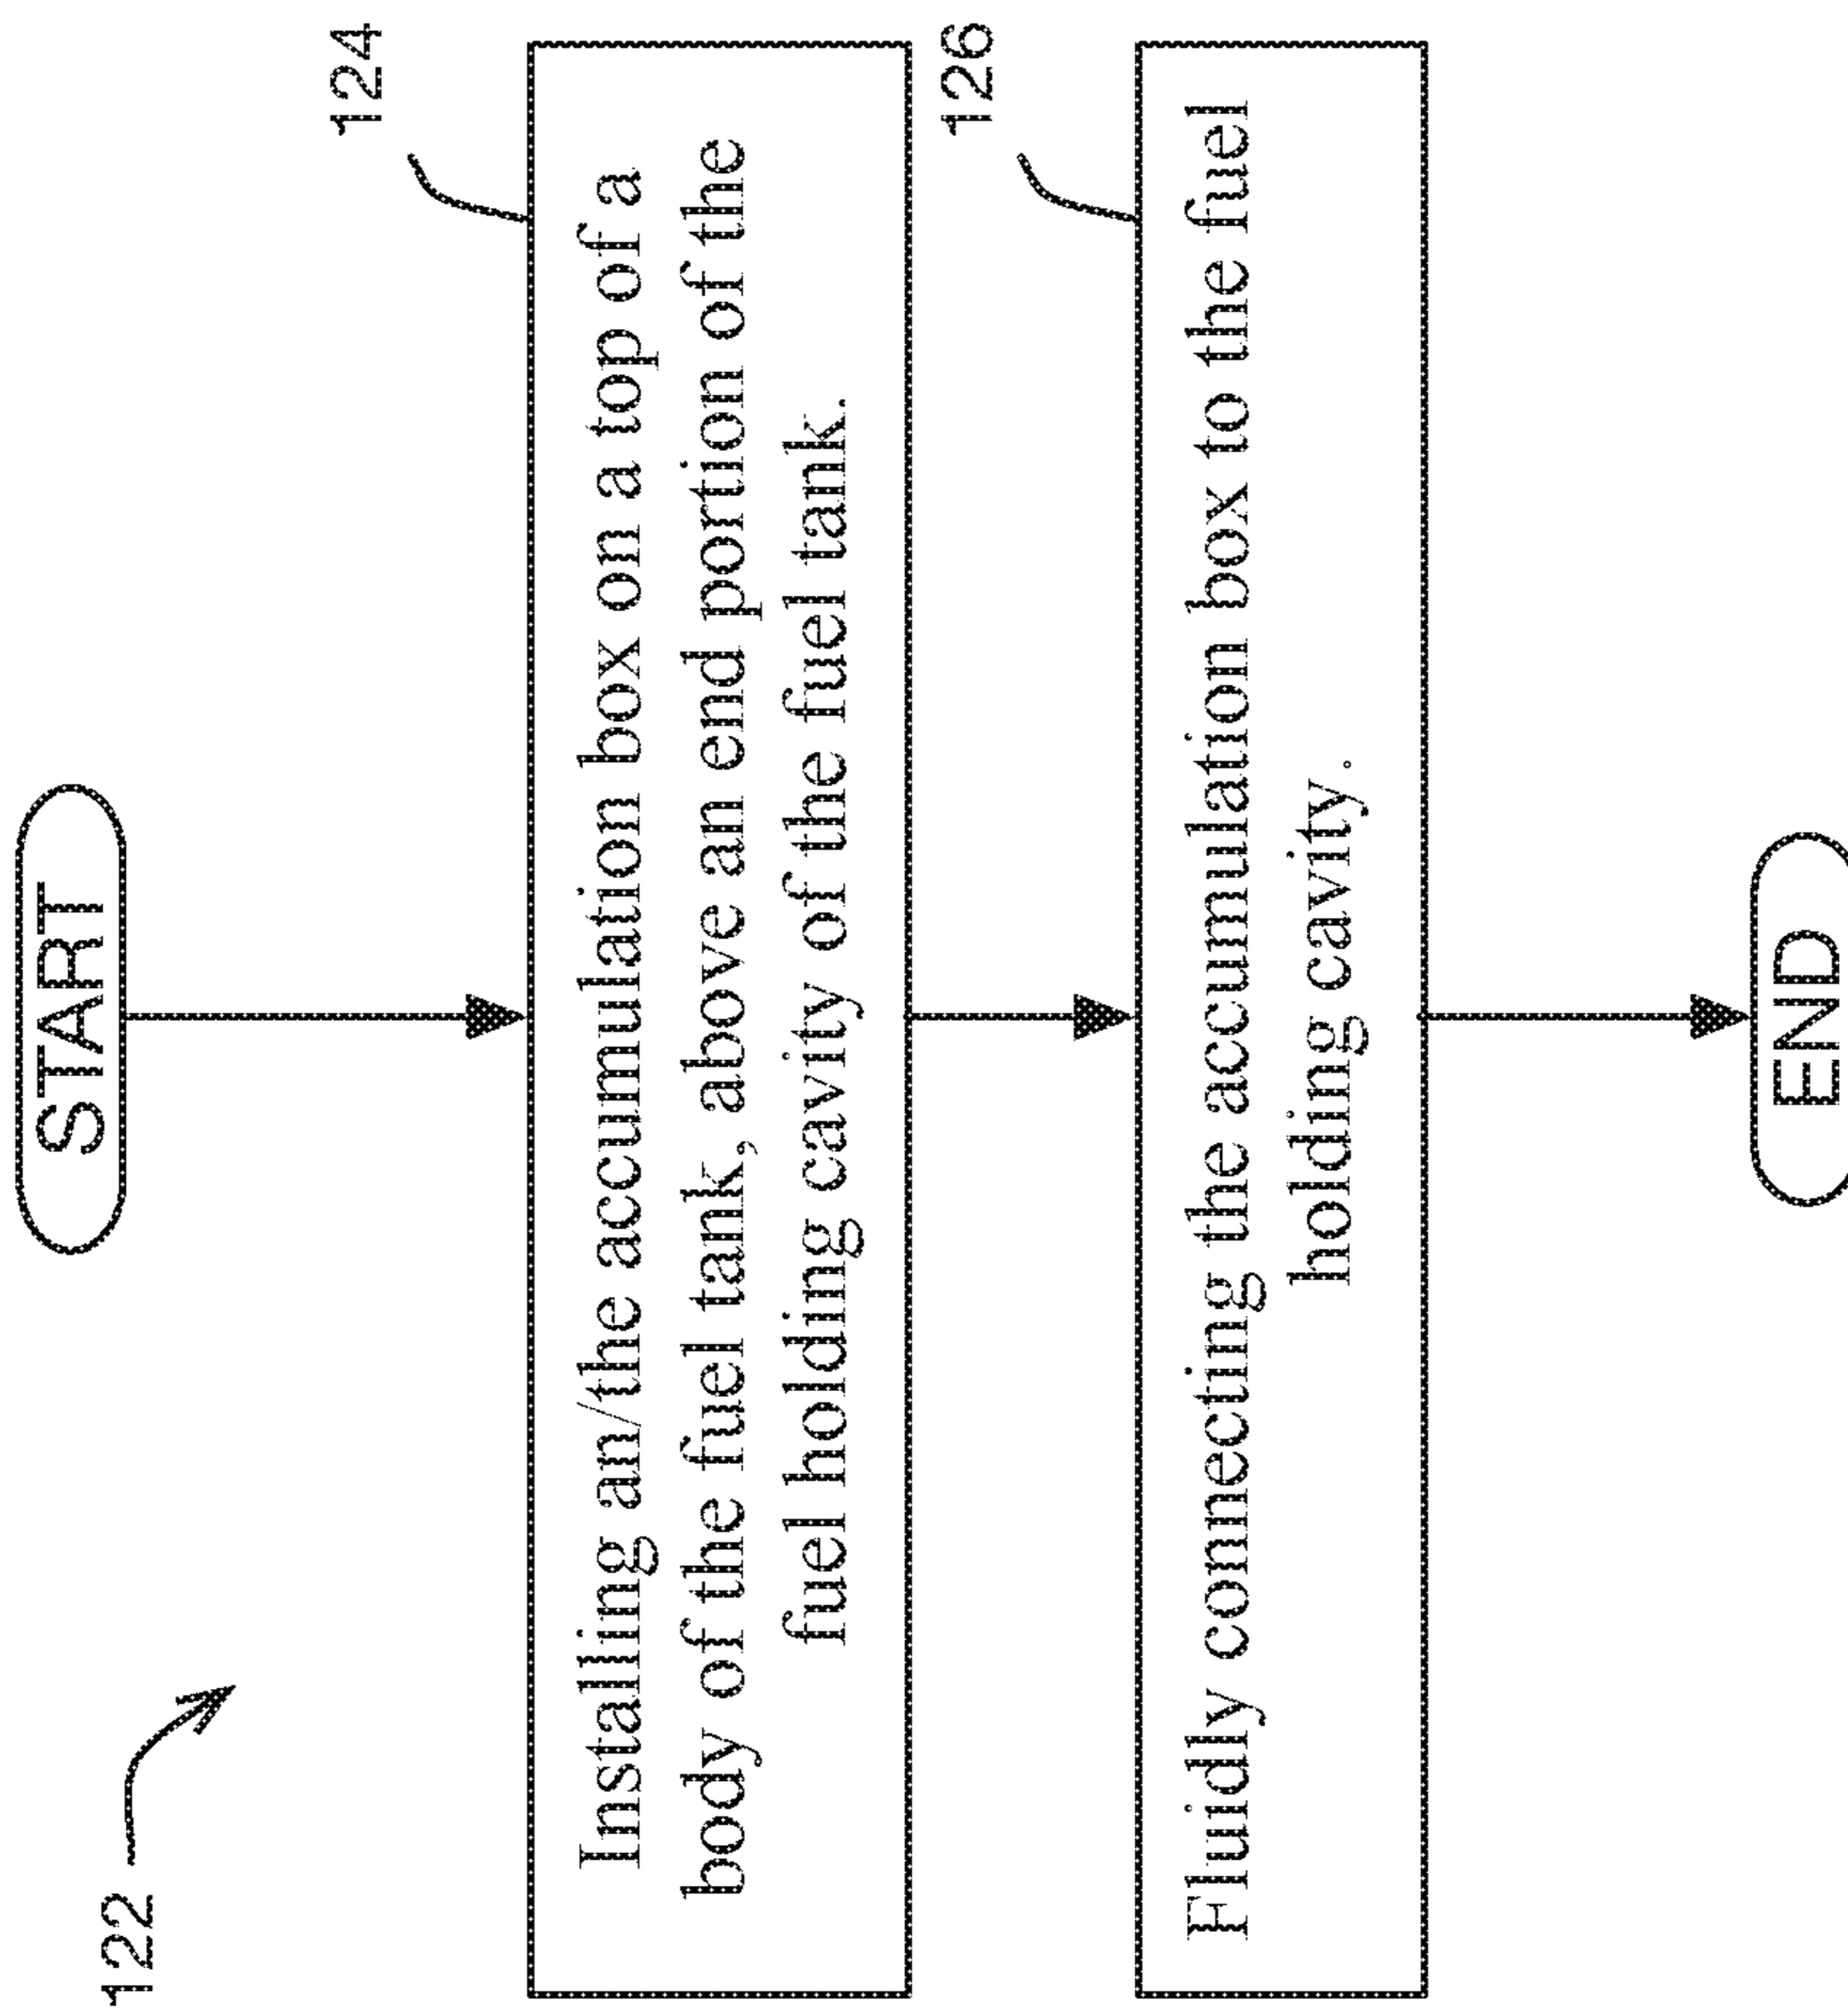 122
START
124
Installing an/the accumulation box on a top of a
body of the fuel tank, above an end portion of the
fuel holding cavity of the fuel tank.
126
Fluidly connecting the accumulation box to the fuel
holding cavity.
END